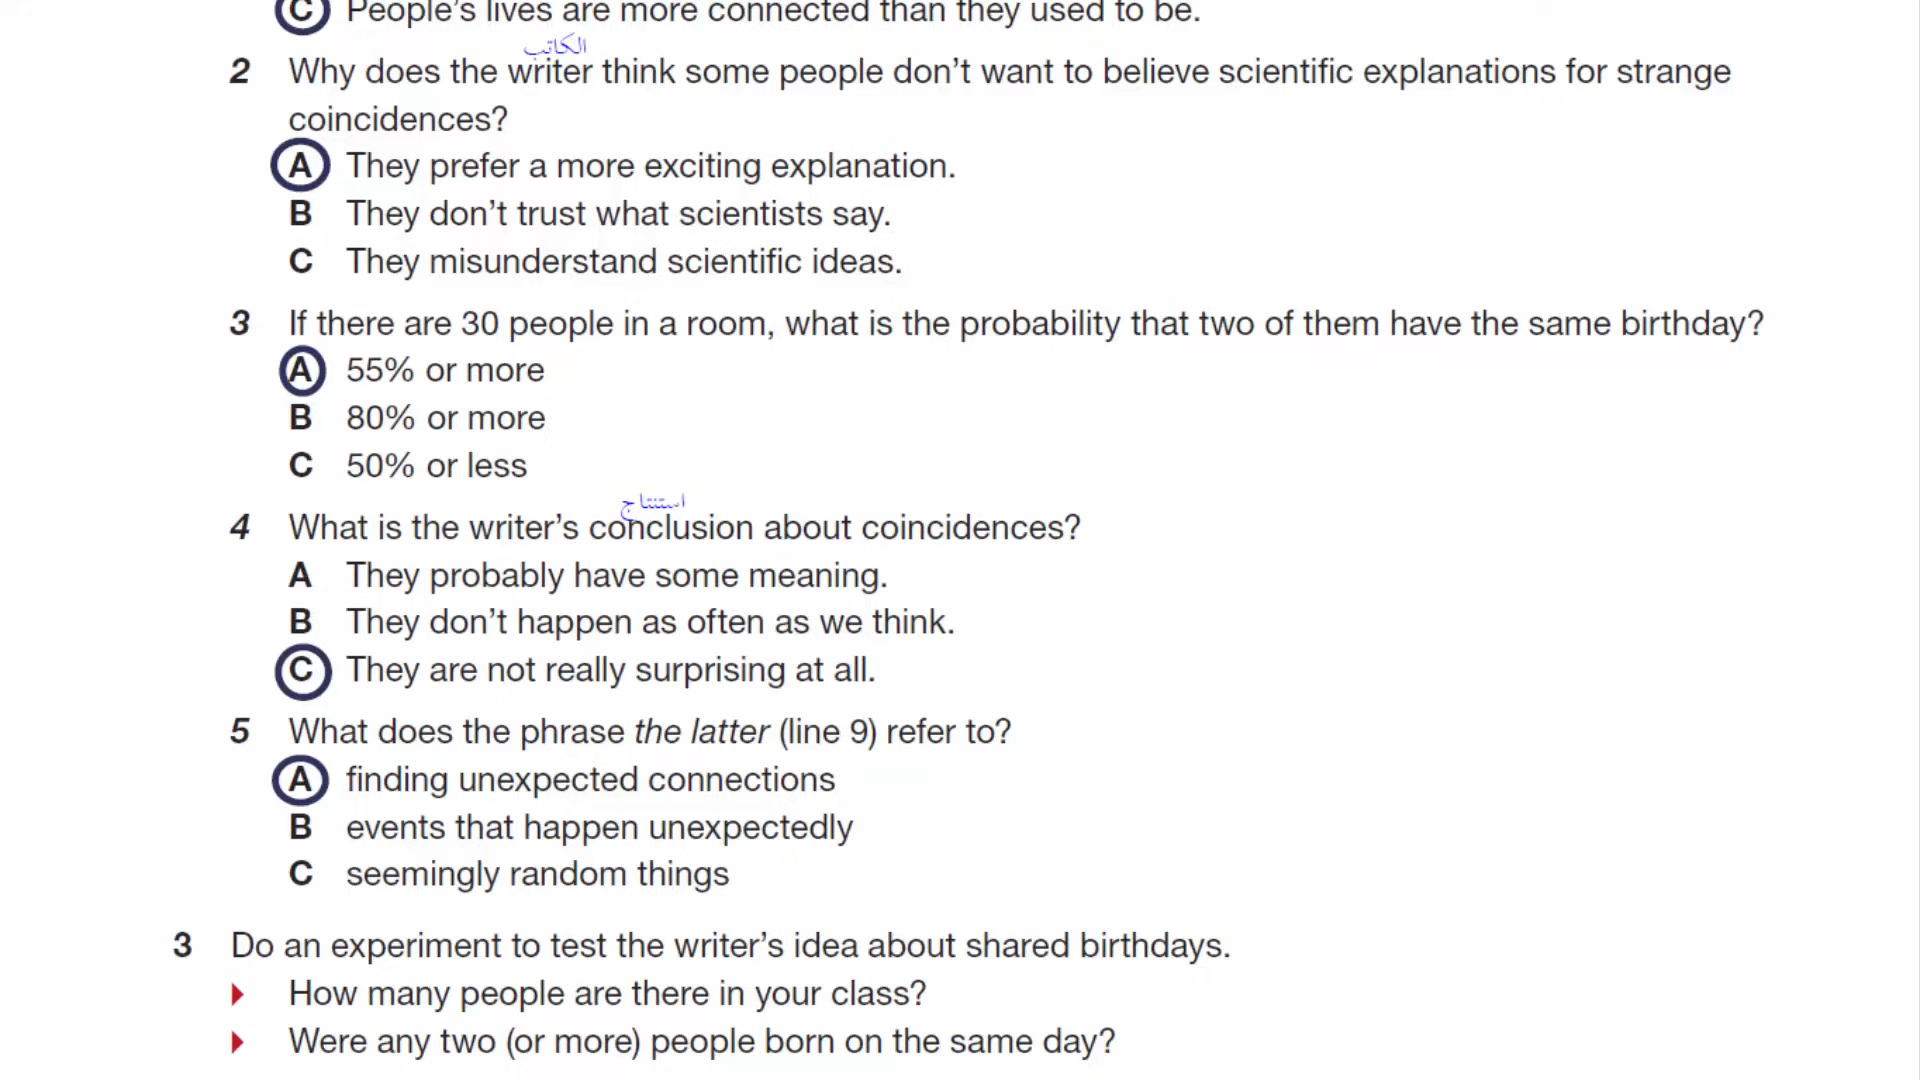 C People's lives are more connected than they used to be.
الكاتب
2 Why does the writer think some people don't want to believe scientific explanations for strange
coincidences?
A They prefer a more exciting explanation.
B They don't trust what scientists say.
C They misunderstand scientific ideas.
3 If there are 30 people in a room, what is the probability that two of them have the same birthday?
A 55% or more
B 80% or more
C 50% or less
استنتاج
4 What is the writer's conclusion about coincidences?
A They probably have some meaning.
B They don't happen as often as we think.
C They are not really surprising at all.
5 What does the phrase the latter (line 9) refer to?
A finding unexpected connections
B events that happen unexpectedly
C seemingly random things
3 Do an experiment to test the writer's idea about shared birthdays.
How many people are there in your class?
Were any two (or more) people born on the same day?